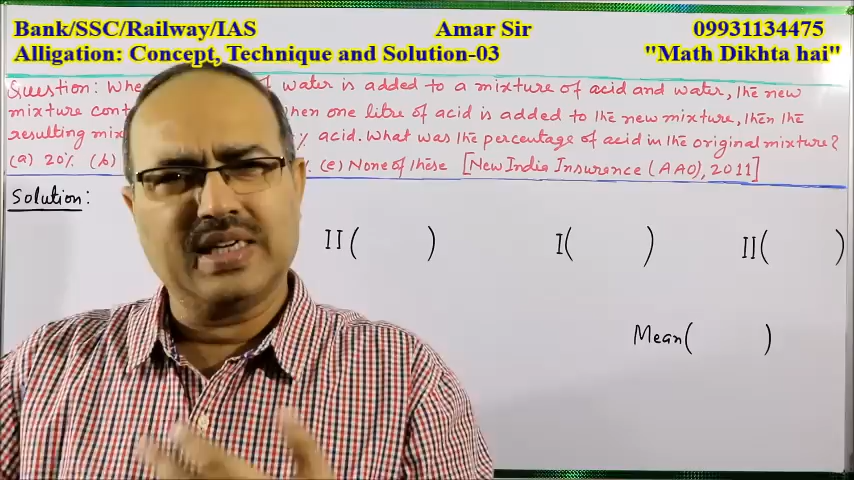 Bank/SSC/Railway/IAS Amar Sir 09931134475
Alligation: Concept, Technique and Solution-03 "Math Dikhta hai"
Question: Whe f water is added to a mixture of acid and water, the new
mixture cont hen one litre of acid is added to the new mixture, then the
resulting mix % acid. What was the percentage of acid in the original mixture?
(a) 20% (b) %. (e) None of these [New India Insurence (AAO), 2011]
Solution:
II ( ) I ( ) II ( )
Mean ( )